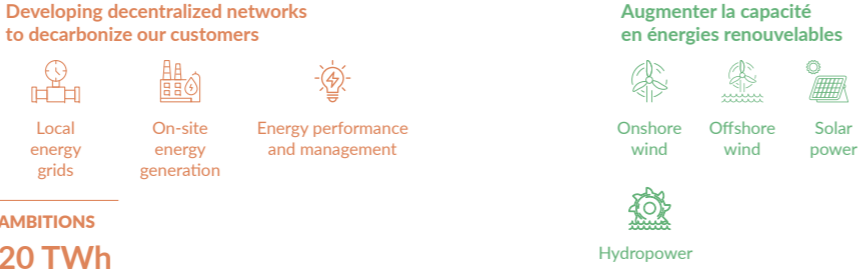 Developing decentralized networks
to decarbonize our customers
Local
energy
grids
On-site
energy
generation
Energy performance
and management
AMBITIONS
20 TWh
Augmenter la capacité
en énergies renouvelables
Onshore
wind
Offshore
wind
Solar
power
Hydropower